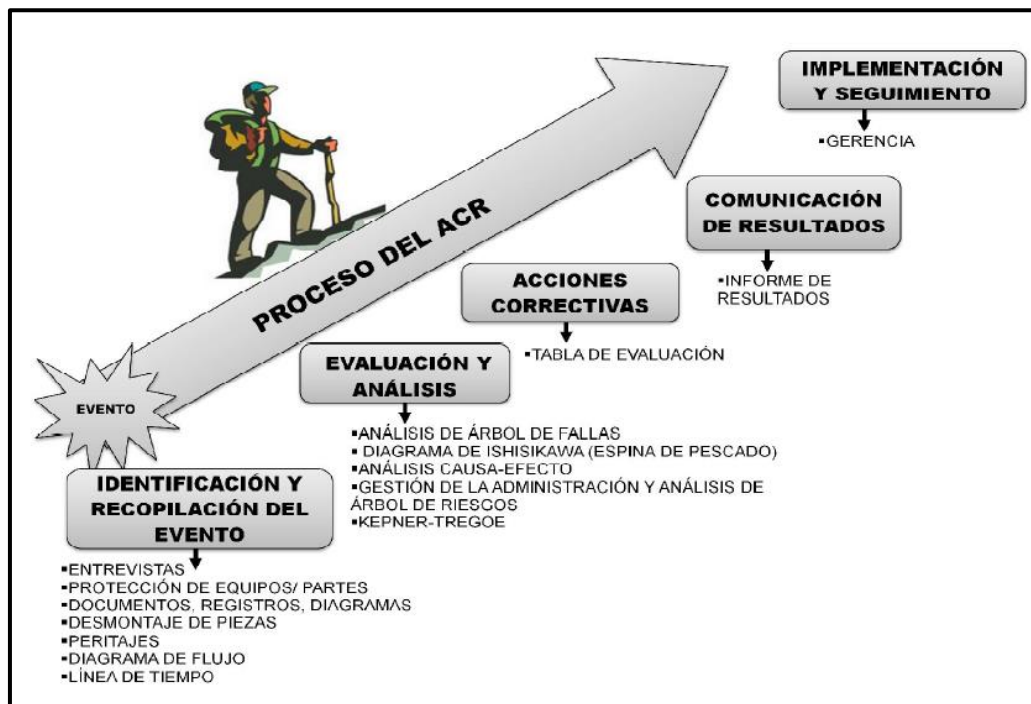 IMPLEMENTACIÓN
Y SEGUIMIENTO
▪GERENCIA
COMUNICACIÓN
DE RESULTADOS
▪INFORME DE
RESULTADOS
PROCESO DEL ACR
ACCIONES
CORRECTIVAS
▪TABLA DE EVALUACIÓN
EVALUACIÓN Y
ANÁLISIS
▪ANÁLISIS DE ÁRBOL DE FALLAS
▪DIAGRAMA DE ISHISIKAWA (ESPINA DE PESCADO)
▪ANÁLISIS CAUSA-EFECTO
▪GESTIÓN DE LA ADMINISTRACIÓN Y ANÁLISIS DE
ÁRBOL DE RIESGOS
▪KEPNER-TREGOE
EVENTO
IDENTIFICACIÓN Y
RECOPILACIÓN DEL
EVENTO
▪ENTREVISTAS
▪PROTECCIÓN DE EQUIPOS/ PARTES
▪DOCUMENTOS, REGISTROS, DIAGRAMAS
▪DESMONTAJE DE PIEZAS
▪PERITAJES
▪DIAGRAMA DE FLUJO
▪LÍNEA DE TIEMPO